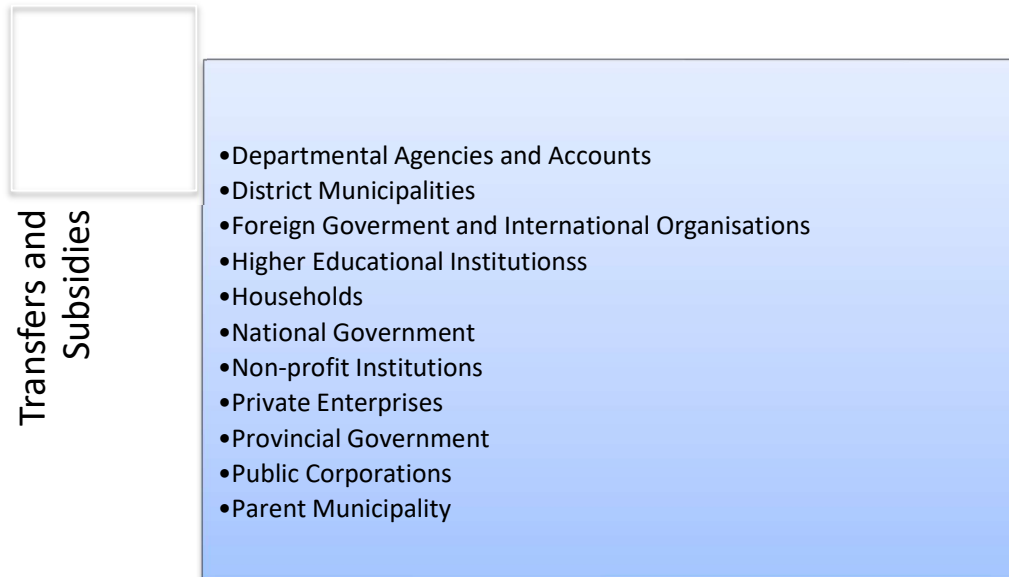 Transfers and
Subsidies
•Departmental Agencies and Accounts
•District Municipalities
•Foreign Goverment and International Organisations
•Higher Educational Institutionss
•Households
•National Government
•Non-profit Institutions
•Private Enterprises
•Provincial Government
•Public Corporations
•Parent Municipality